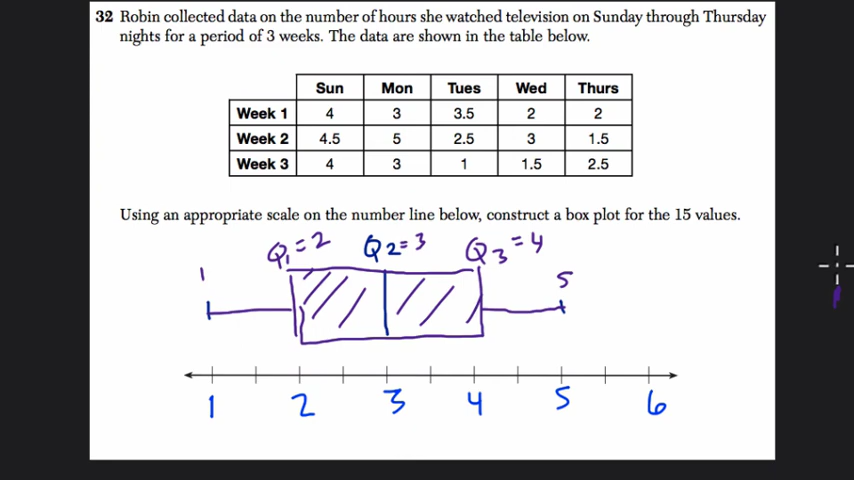 32 Robin collected data on the number of hours she watched television on Sunday through Thursday
nights for a period of 3 weeks. The data are shown in the table below.
Sun Mon Tues Wed Thurs
Week 1 4 3 3.5 2 2
Week 2 4.5 5 2.5 3 1.5
Week 3 4 3 1 1.5 2.5
Using an appropriate scale on the number line below, construct a box plot for the 15 values.
Q1=2 Q2=3 Q3=4
1 5
1 2 3 4 5 6